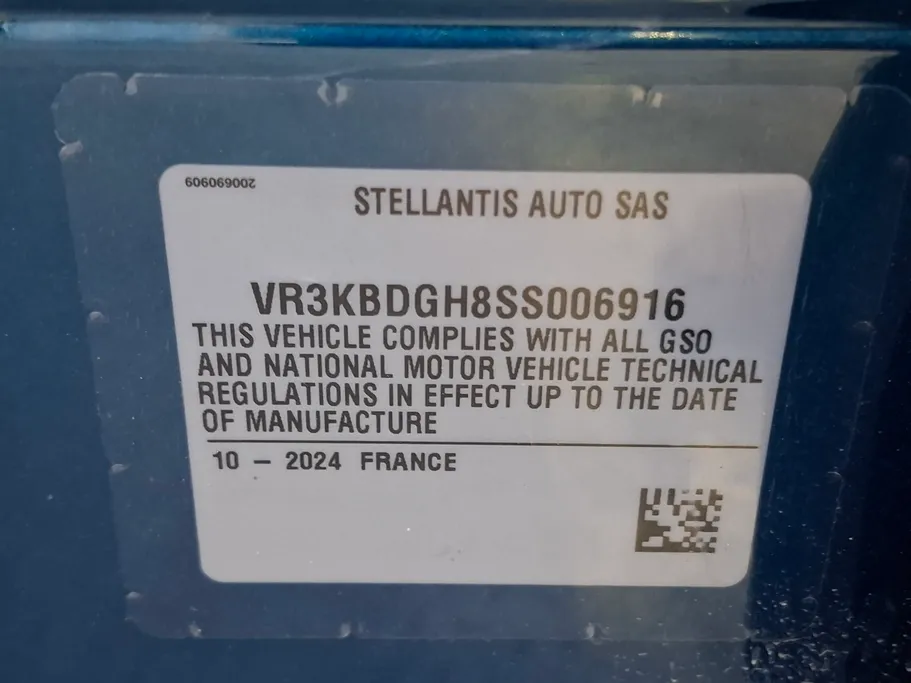 200690909
STELLANTIS AUTO SAS
VR3KBDGH8SS006916
THIS VEHICLE COMPLIES WITH ALL GSO
AND NATIONAL MOTOR VEHICLE TECHNICAL
REGULATIONS IN EFFECT UP TO THE DATE
OF MANUFACTURE
10 – 2024 FRANCE